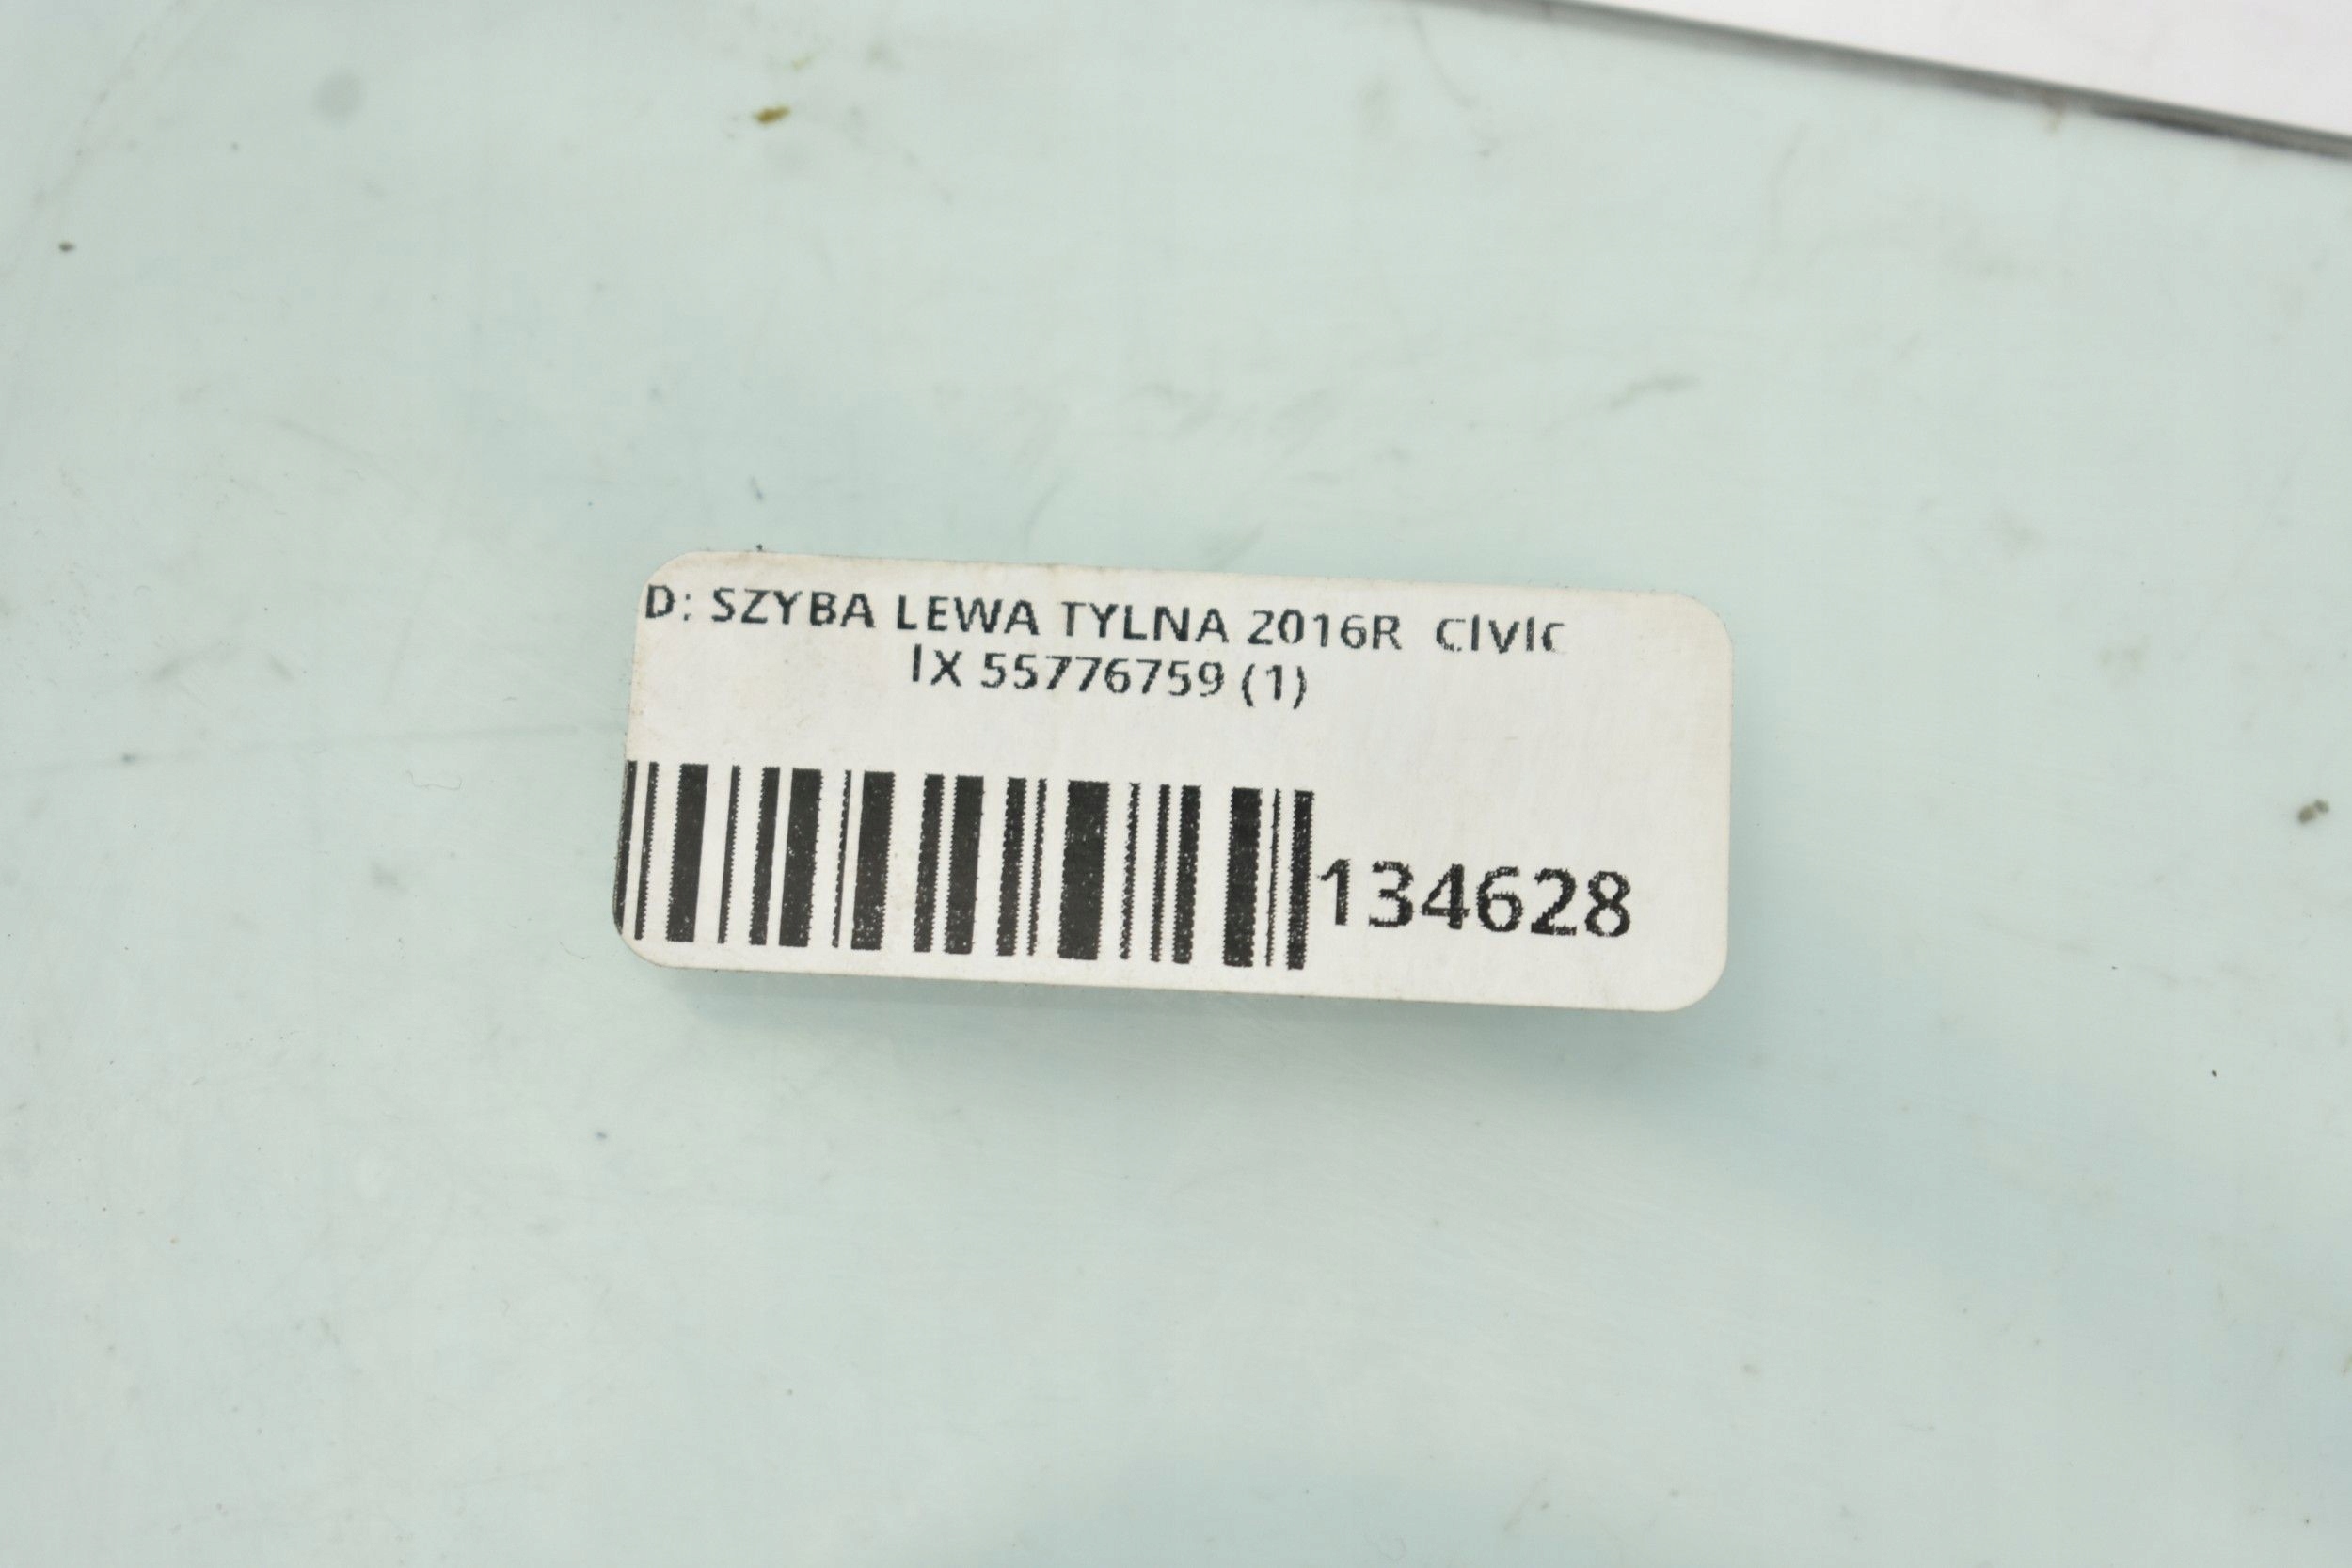 D: SZYBA LEWA TYLNA 2016R CIVIC
IX 55776759 (1)
134628